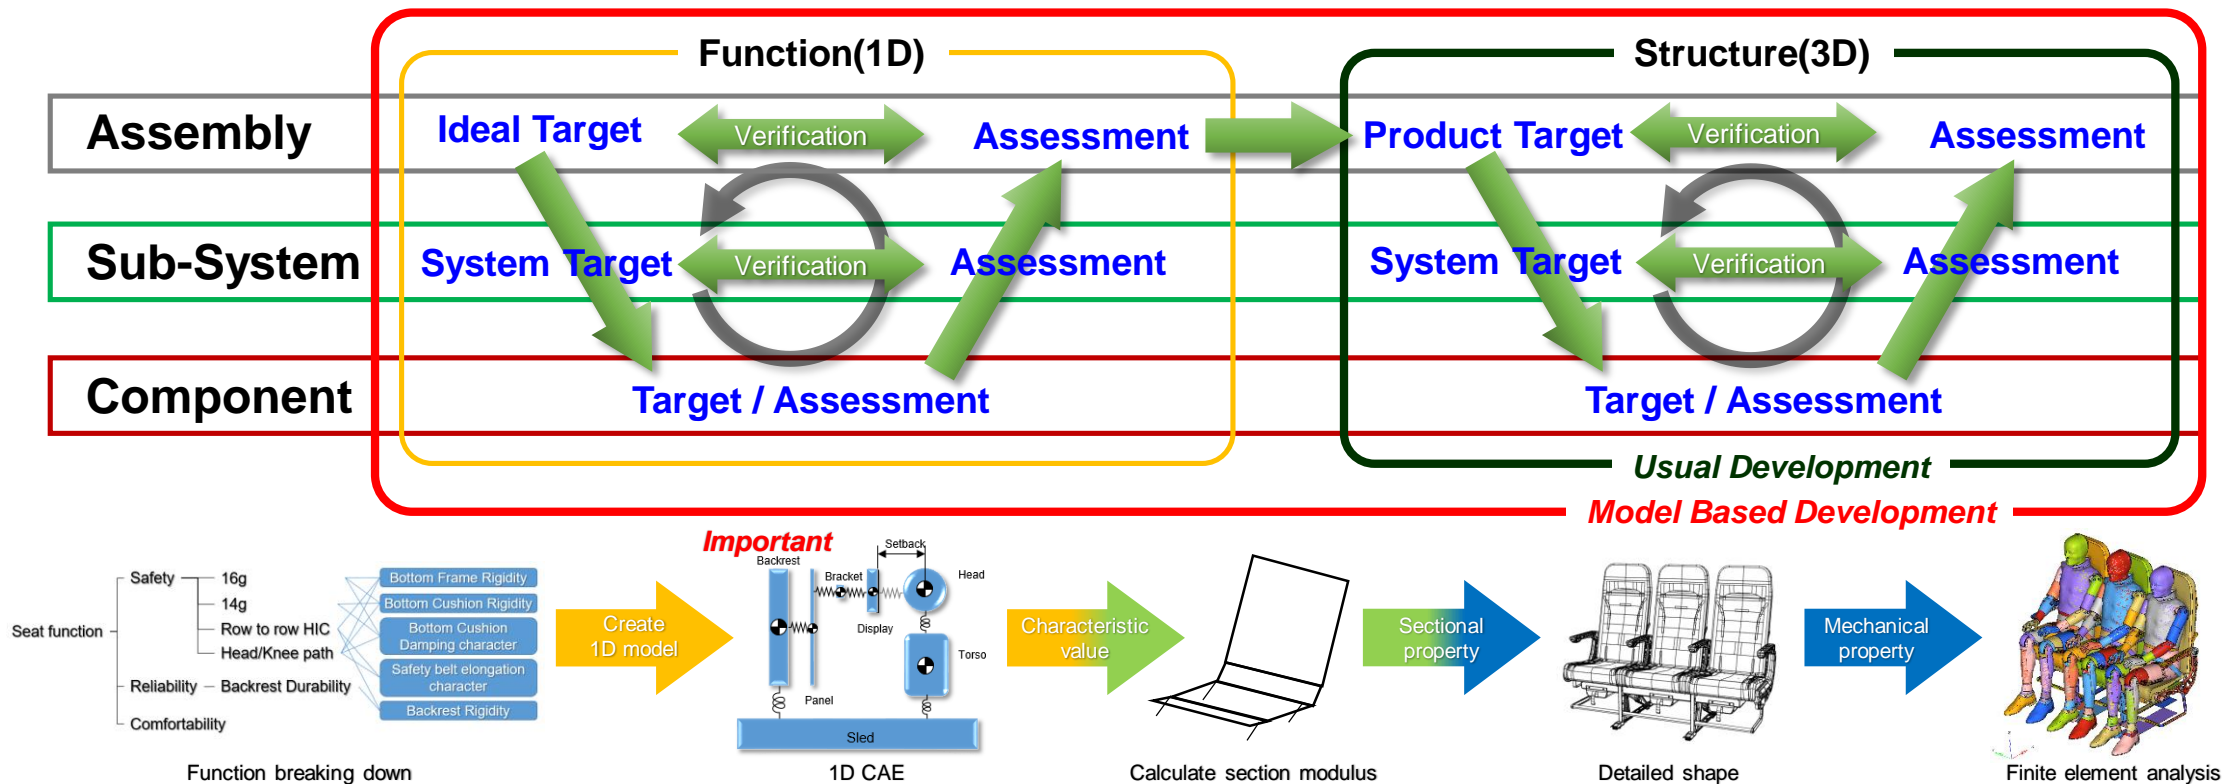 Function(1D)
Structure(3D)
Assembly
Ideal Target
Verification
Assessment
Product Target
Verification
Assessment
Sub-System
System Target
Verification
Assessment
System Target
Verification
Assessment
Component
Target / Assessment
Target / Assessment
Usual Development
Model Based Development
Seat function
Safety
16g
14g
Row to row HIC
Head/Knee path
Reliability
Backrest Durability
Comfortability
Bottom Frame Rigidity
Bottom Cushion Rigidity
Bottom Cushion
Damping character
Safety belt elongation
character
Backrest Rigidity
Function breaking down
Create
1D model
Important
Setback
Backrest
Bracket
Head
Display
Torso
Panel
Sled
1D CAE
Characteristic
value
Calculate section modulus
Sectional
property
Detailed shape
Mechanical
property
Finite element analysis